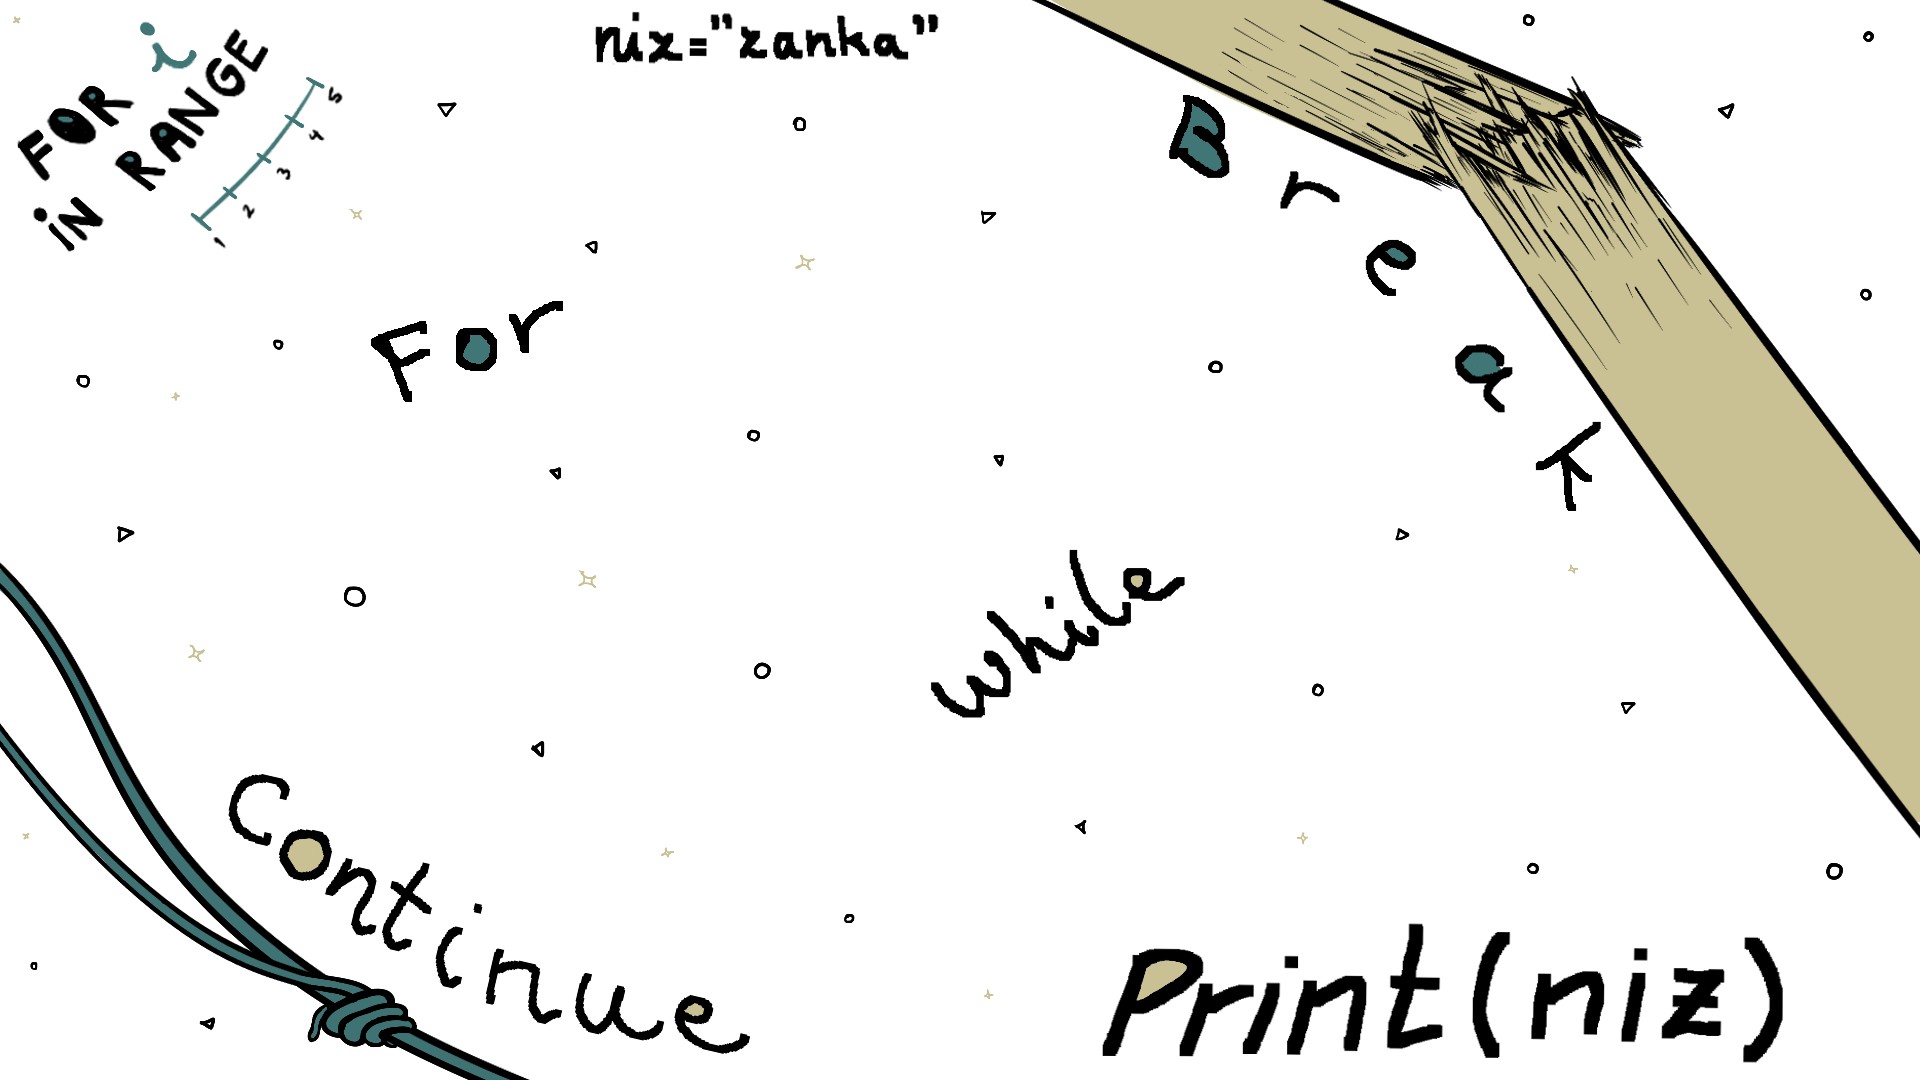 FOR i
IN RANGE
1 2 3 4 5
niz="zanka"
Break
For
while
Continue
Print(niz)